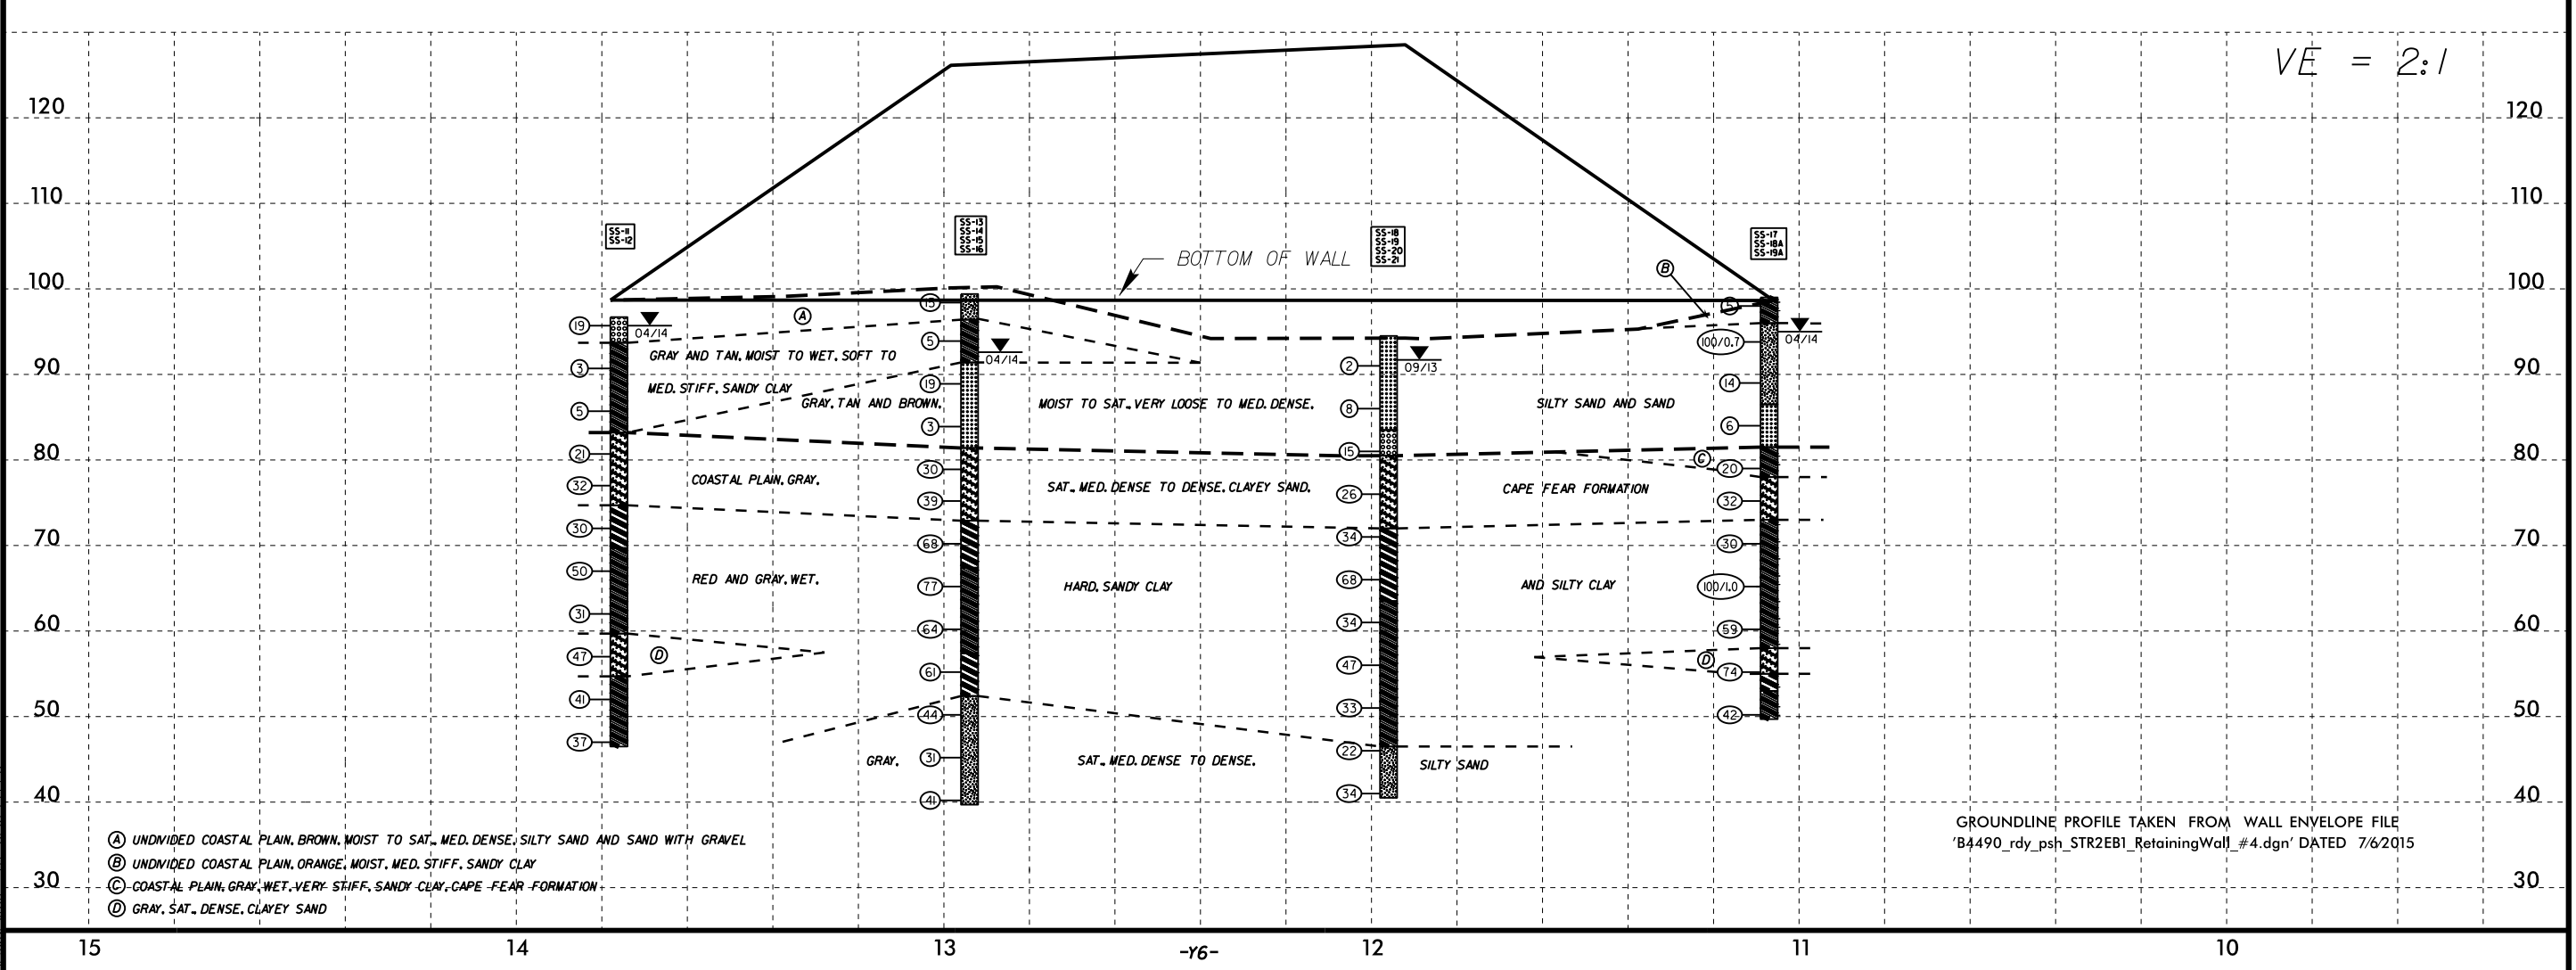 VE = 2:1
120
120
110
110
SS-11
SS-12
SS-13
SS-14
SS-15
SS-16
SS-18
SS-19
SS-20
SS-21
SS-17
SS-18A
SS-19A
BOTTOM OF WALL
B
100
100
15
5
A
19
04/14
5
100/0.7
04/14
GRAY AND TAN, MOIST TO WET, SOFT TO
04/14
09/13
90
90
3
2
MED. STIFF, SANDY CLAY
19
14
GRAY, TAN AND BROWN,
MOIST TO SAT., VERY LOOSE TO MED. DENSE,
SILTY SAND AND SAND
5
8
3
6
80
80
21
15
C
30
20
COASTAL PLAIN, GRAY,
SAT., MED. DENSE TO DENSE, CLAYEY SAND,
CAPE FEAR FORMATION
32
39
26
32
70
70
30
68
34
30
50
RED AND GRAY, WET,
HARD, SANDY CLAY
AND SILTY CLAY
77
68
100/1.0
60
60
31
64
34
59
47
D
D
61
47
74
50
50
41
44
33
42
37
31
22
GRAY,
SAT., MED. DENSE TO DENSE,
SILTY SAND
40
40
41
34
GROUNDLINE PROFILE TAKEN FROM WALL ENVELOPE FILE
'B4490_rdy_psh_STR2EB1_RetainingWall_#4.dgn' DATED 7/6/2015
A UNDIVIDED COASTAL PLAIN, BROWN, MOIST TO SAT., MED. DENSE, SILTY SAND AND SAND WITH GRAVEL
B UNDIVIDED COASTAL PLAIN, ORANGE, MOIST, MED. STIFF, SANDY CLAY
30
30
C COASTAL PLAIN, GRAY, WET, VERY STIFF, SANDY CLAY, CAPE FEAR FORMATION
D GRAY, SAT., DENSE, CLAYEY SAND
15
14
13
-Y6-
12
11
10